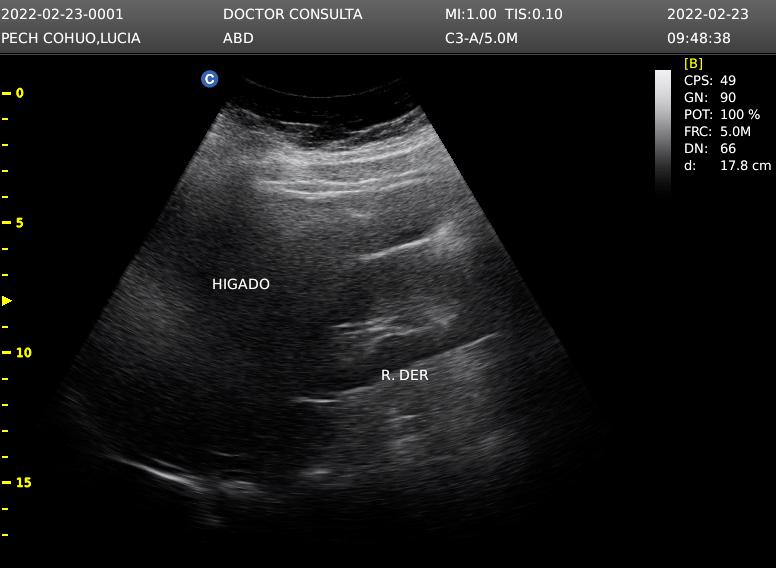 2022-02-23-0001 DOCTOR CONSULTA MI:1.00 TIS:0.10 2022-02-23
PECH COHUO,LUCIA ABD C3-A/5.0M 09:48:38
C
[B]
CPS: 49
GN: 90
POT: 100 %
FRC: 5.0M
DN: 66
d: 17.8 cm
0
5
HIGADO
10
R. DER
15